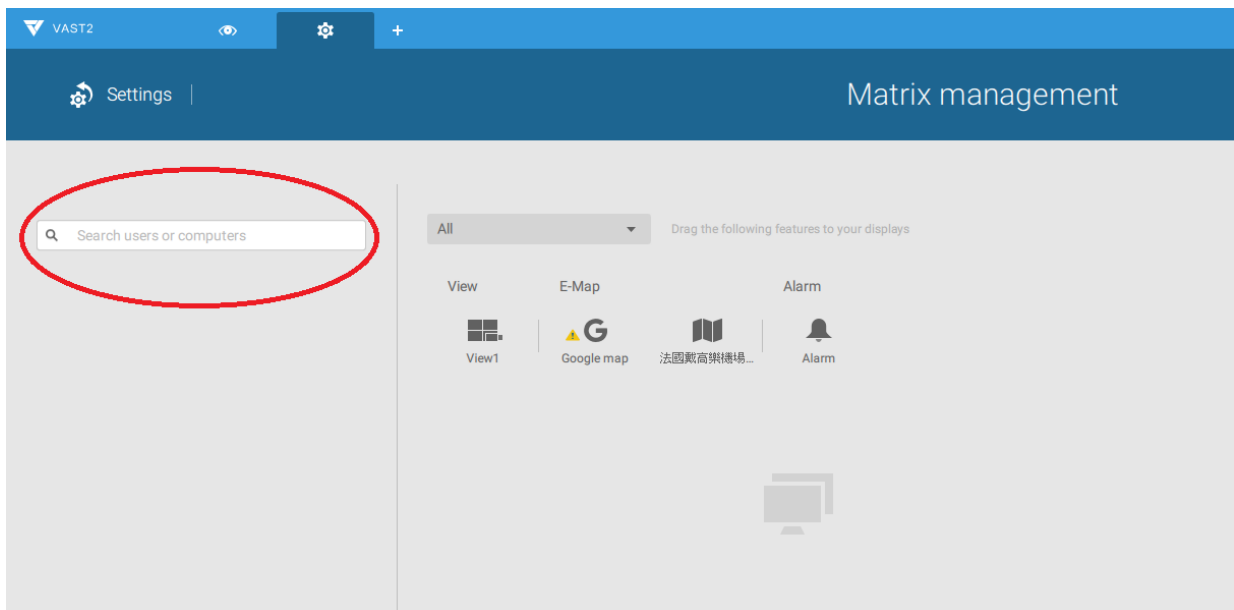 VAST2
Settings
Matrix management
Search users or computers
All
Drag the following features to your displays
View E-Map Alarm
View1 Google map 法國戴高樂機場... Alarm